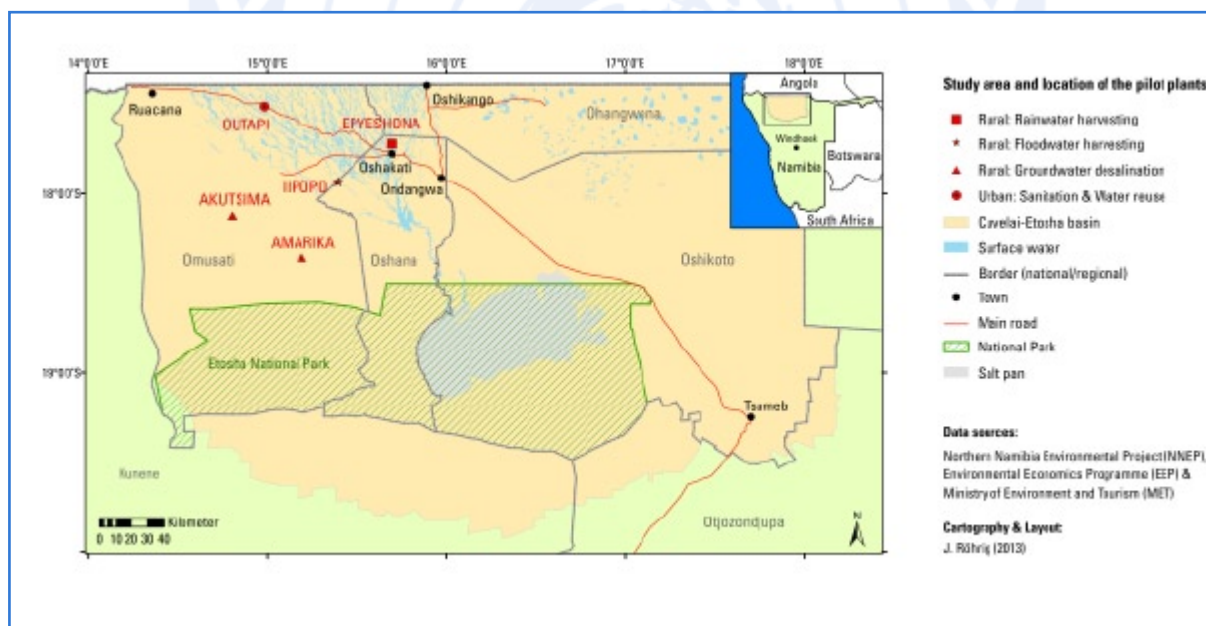 14°0'0"E 15°0'0"E 16°0'0"E 17°0'0"E 18°0'0"E
Ruacana
OUTAPI
EPYESHONA
Oshikango
Ohangwena
Oshakati
Ondangwa
IIPOPO
18°0'0"S
AKUTSIMA
AMARIKA
Omusati
Oshana
Oshikoto
Etosha National Park
19°0'0"S
Tsumeb
Kunene
Otjozondjupa
Kilometer
0 10 20 30 40
N
Angola
Windhoek
Namibia
Botswana
South Africa
Study area and location of the pilot plants
Rural: Rainwater harvesting
Rural: Floodwater harvesting
Rural: Groundwater desalination
Urban: Sanitation & Water reuse
Cuvelai-Etosha basin
Surface water
Border (national/regional)
Town
Main road
National Park
Salt pan
Data sources:
Northern Namibia Environmental Project(NNEP),
Environmental Economics Programme (EEP) &
Ministry of Environment and Tourism (MET)
Cartography & Layout:
J. Röhrig (2013)